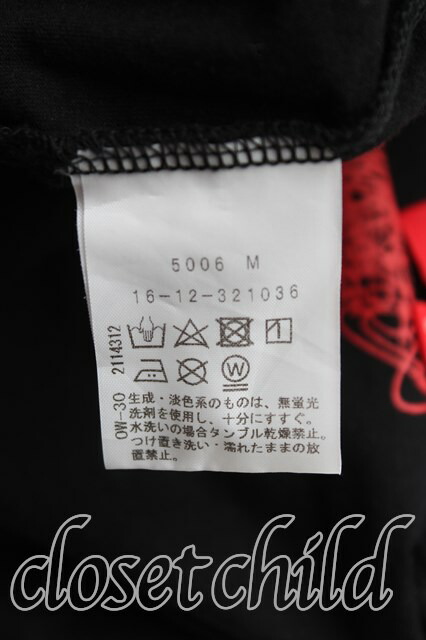 5006 M
16-12-321036
2114312
W
OW-30
生成・淡色系のものは、無蛍光
洗剤を使用し、十分にすすぐ。
水洗いの場合タンブル乾燥禁止。
つけ置き洗い・濡れたままの放
置禁止。
closet child